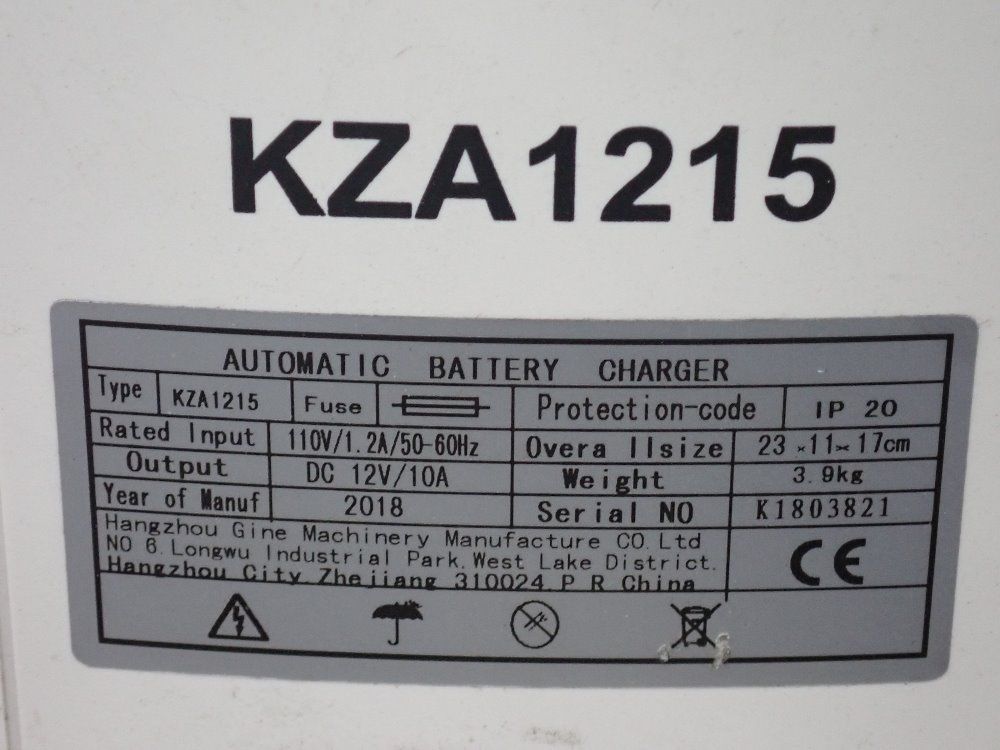 KZA1215
AUTOMATIC BATTERY CHARGER
Type KZA1215 Fuse Protection-code IP 20
Rated Input 110V/1.2A/50-60Hz Overa llsize 23×11×17cm
Output DC 12V/10A Weight 3.9kg
Year of Manuf 2018 Serial NO K1803821
Hangzhou Gine Machinery Manufacture CO.Ltd
NO 6.Longwu Industrial Park.West Lake District.
Hangzhou City Zhejiang 310024.P R China
CE